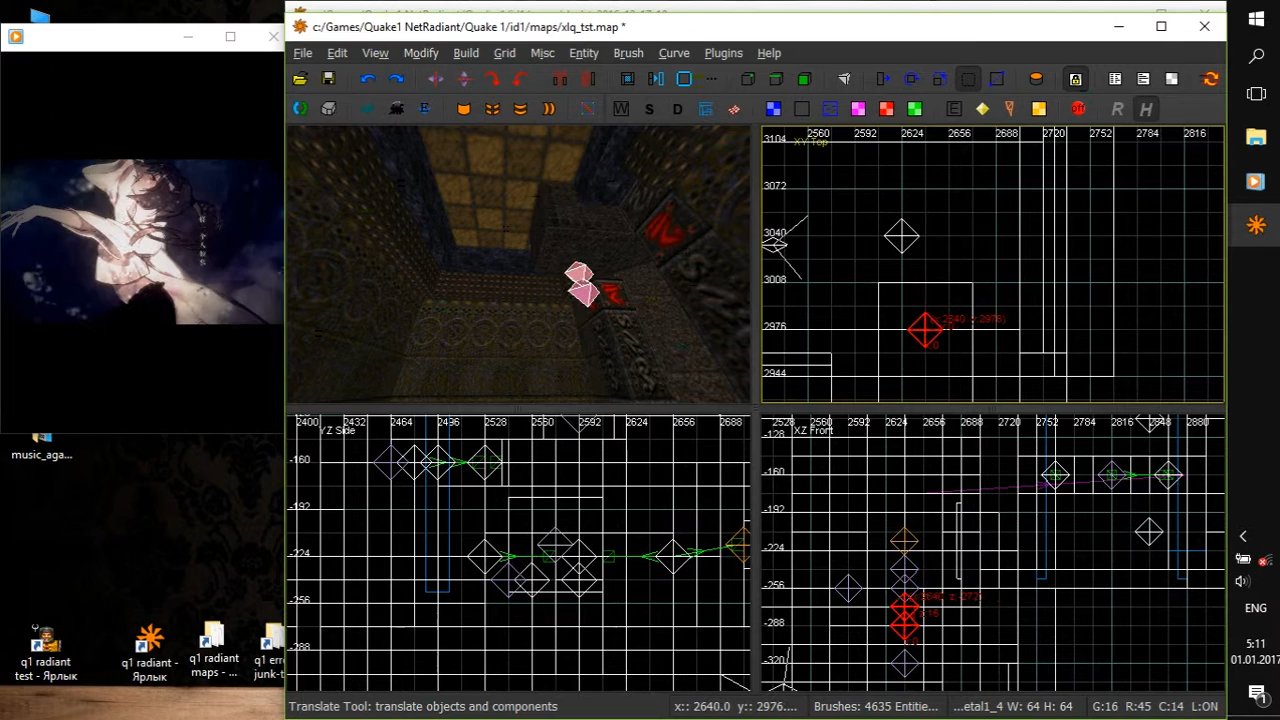 c:/Games/Quake1 NetRadiant/Quake 1/id1/maps/xlq_tst.map *
File Edit View Modify Build Grid Misc Entity Brush Curve Plugins Help
W S D E off R H
XY Top
2560 2592 2624 2656 2688 2720 2752 2784 2816
3104
3072
3040
3008
2976
2944
YZ Side
2400 2432 2464 2496 2528 2560 2592 2624 2656 2688
-160
-192
-224
-256
-288
XZ Front
2528 2560 2592 2624 2656 2688 2720 2752 2784 2816 2848 2880
-128
-160
-192
-224
-256
-288
-320
music_aga...
q1 radiant
test - Ярлык
q1 radiant -
Ярлык
q1 radiant
maps - ...
q1 erro
junk-t
Translate Tool: translate objects and components
x:: 2640.0 y:: 2976....
Brushes: 4635 Entitie...
...etal1_4 W: 64 H: 64
G:16 R:45 C:14 L:ON
ENG
5:11
01.01.2017